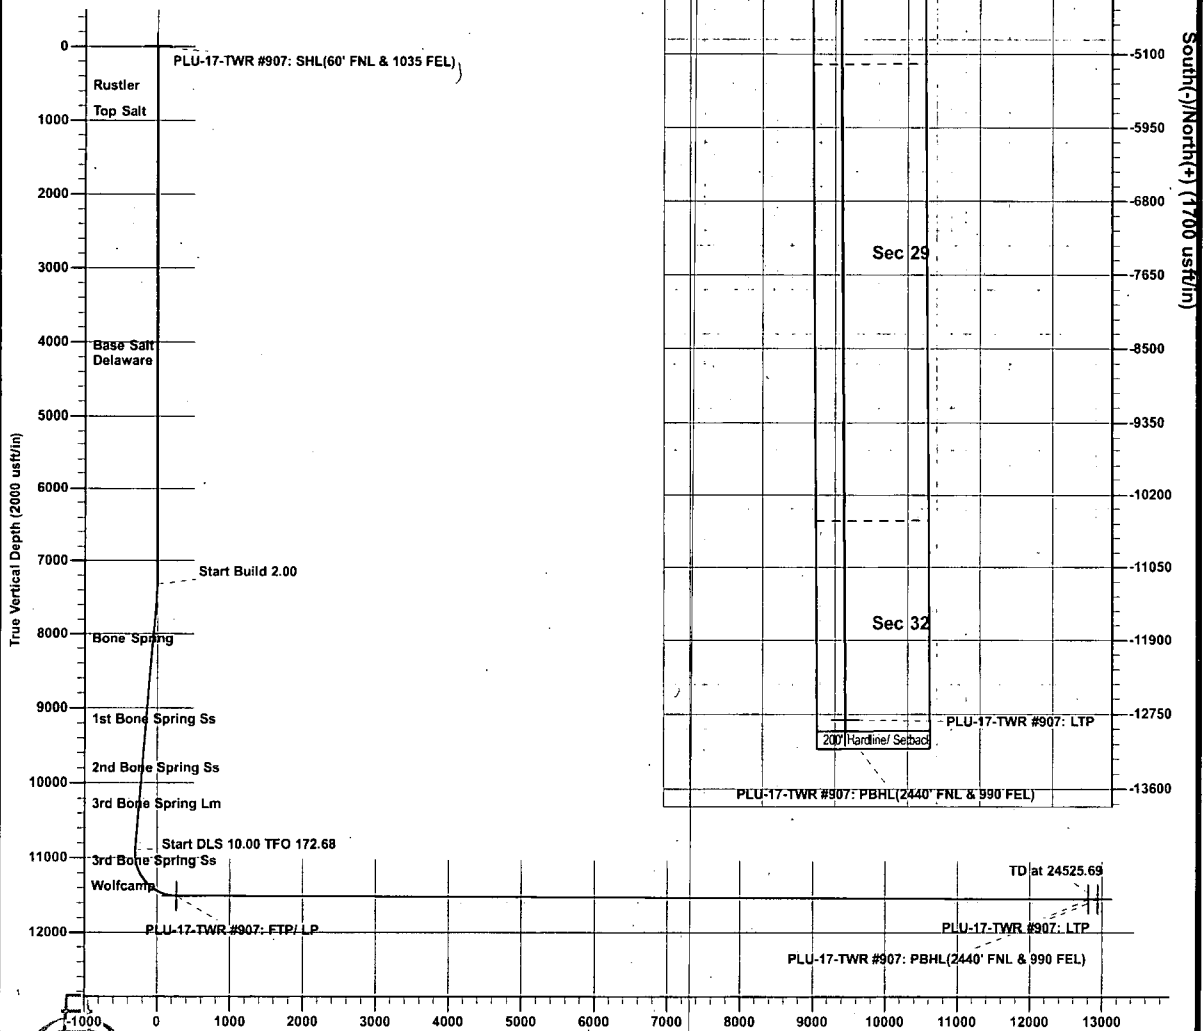 0
PLU-17-TWR #907: SHL(60' FNL & 1035 FEL)
Rustler
Top Salt
1000
2000
3000
Base Salt
4000
Delaware
5000
6000
7000
Start Build 2.00
8000
Bone Spring
9000
1st Bone Spring Ss
2nd Bone Spring Ss
10000
3rd Bone Spring Lm
Start DLS 10.00 TFO 172.68
11000
3rd Bone Spring Ss
Wolfcamp
PLU-17-TWR #907: FTP/ LP
12000
True Vertical Depth (2000 usft/in)
-5100
-5950
-6800
Sec 29
-7650
-8500
-9350
-10200
-11050
Sec 32
-11900
-12750
PLU-17-TWR #907: LTP
200' Hardline/ Setback
-13600
PLU-17-TWR #907: PBHL(2440' FNL & 990 FEL)
South(-)/North(+) (1700 usft/in)
TD at 24525.69
PLU-17-TWR #907: LTP
PLU-17-TWR #907: PBHL(2440' FNL & 990 FEL)
-1000 0 1000 2000 3000 4000 5000 6000 7000 8000 9000 10000 11000 12000 13000